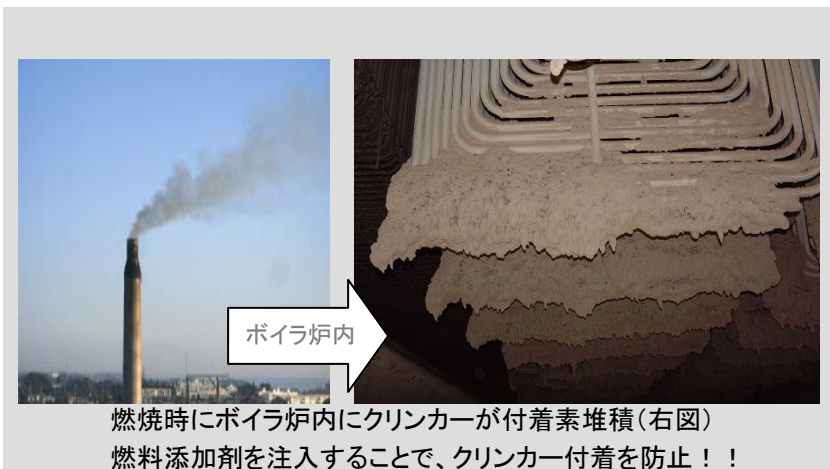 ボイラ炉内
燃焼時にボイラ炉内にクリンカーが付着素堆積（右図）
燃料添加剤を注入することで、クリンカー付着を防止！！